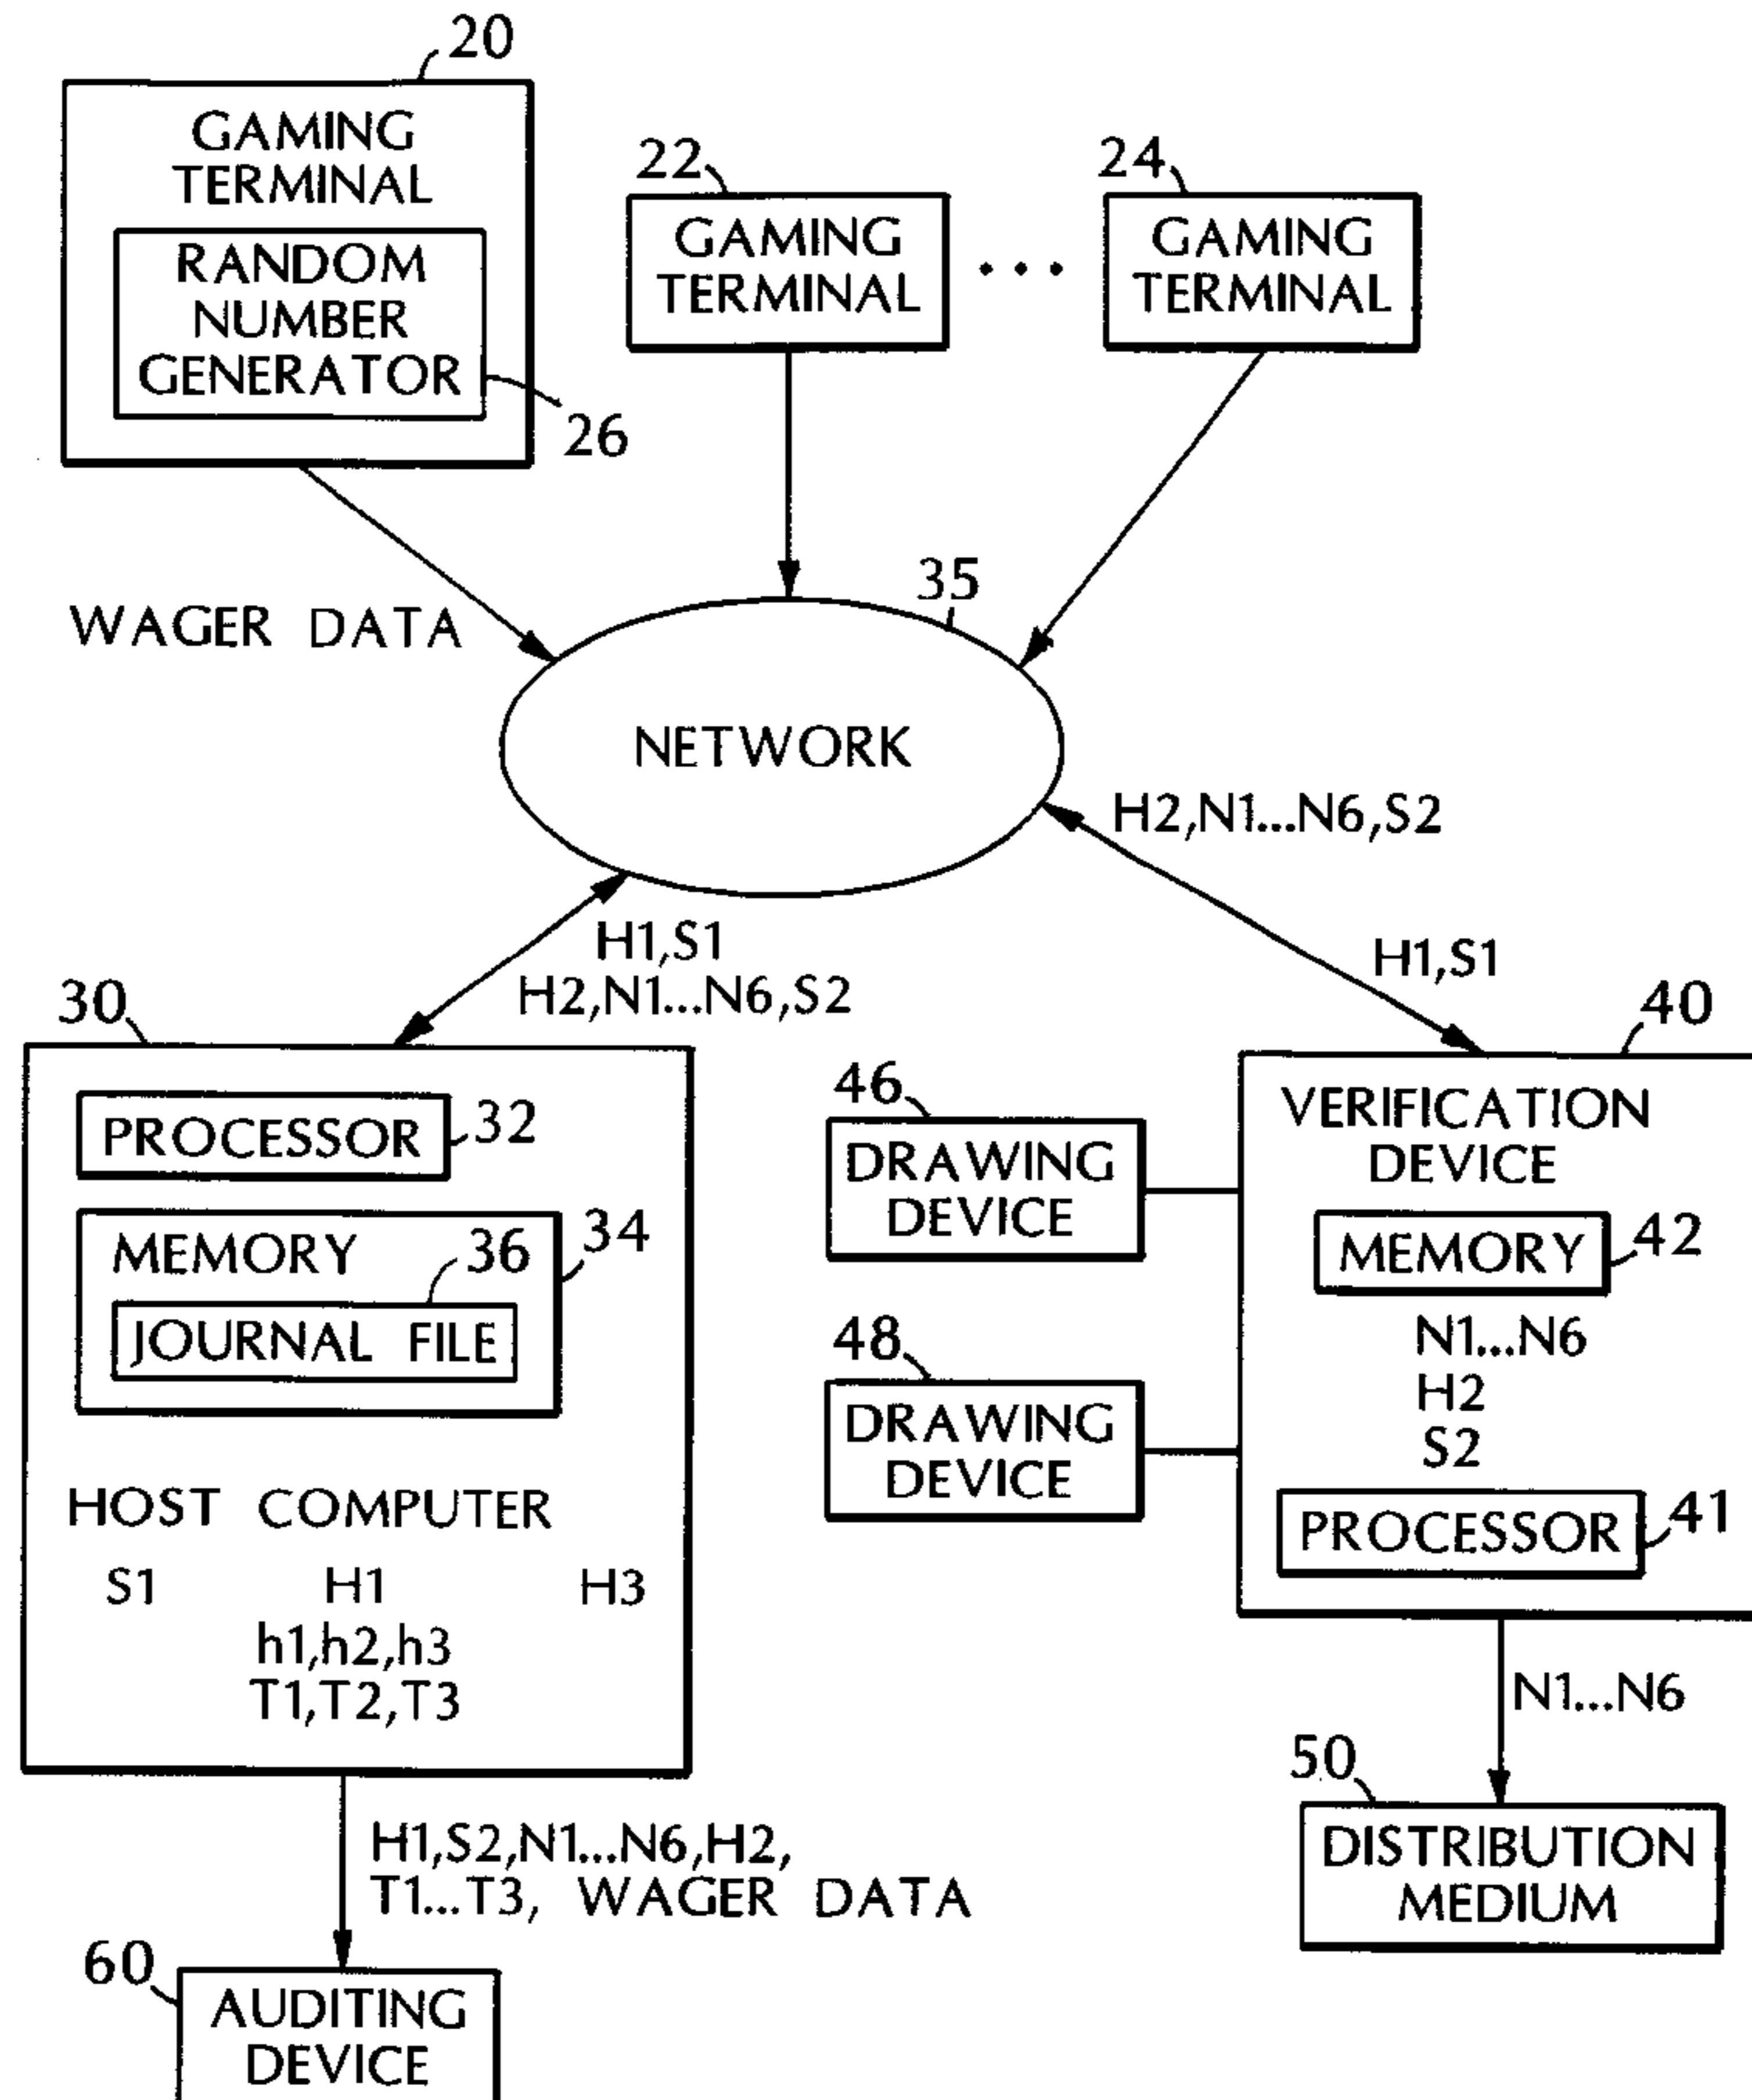 20
GAMING
TERMINAL
RANDOM
NUMBER
GENERATOR
26
22
GAMING
TERMINAL
...
24
GAMING
TERMINAL
WAGER DATA
35
NETWORK
H2,N1...N6,S2
H1,S1
H1,S1
H2,N1...N6,S2
30
PROCESSOR
32
MEMORY
36
34
JOURNAL FILE
HOST COMPUTER
S1 H1 H3
h1,h2,h3
T1,T2,T3
46
DRAWING
DEVICE
48
DRAWING
DEVICE
40
VERIFICATION
DEVICE
MEMORY
42
N1...N6
H2
S2
PROCESSOR
41
N1...N6
50
DISTRIBUTION
MEDIUM
H1,S2,N1...N6,H2,
T1...T3, WAGER DATA
60
AUDITING
DEVICE